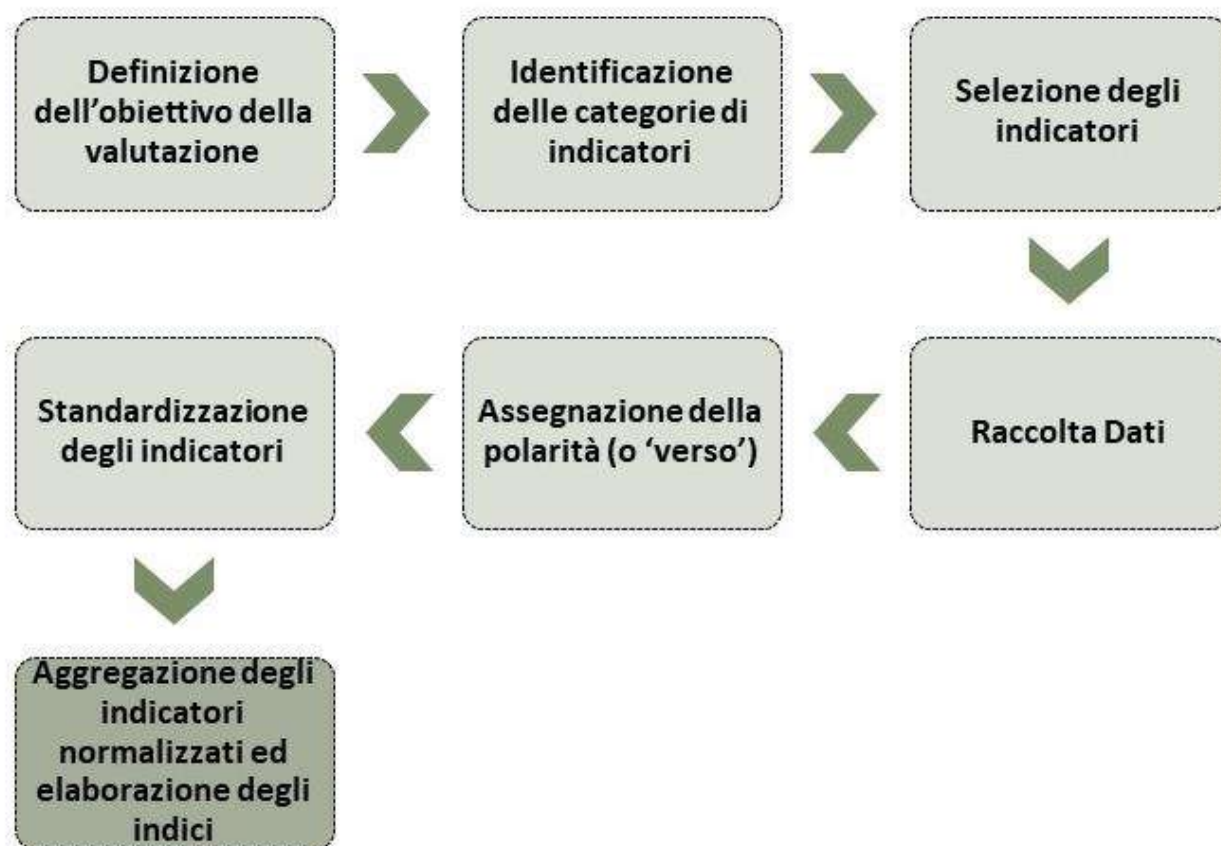 Definizione
dell’obiettivo della
valutazione
Identificazione
delle categorie di
indicatori
Selezione degli
indicatori
Raccolta Dati
Assegnazione della
polarità (o ‘verso’)
Standardizzazione
degli indicatori
Aggregazione degli
indicatori
normalizzati ed
elaborazione degli
indici